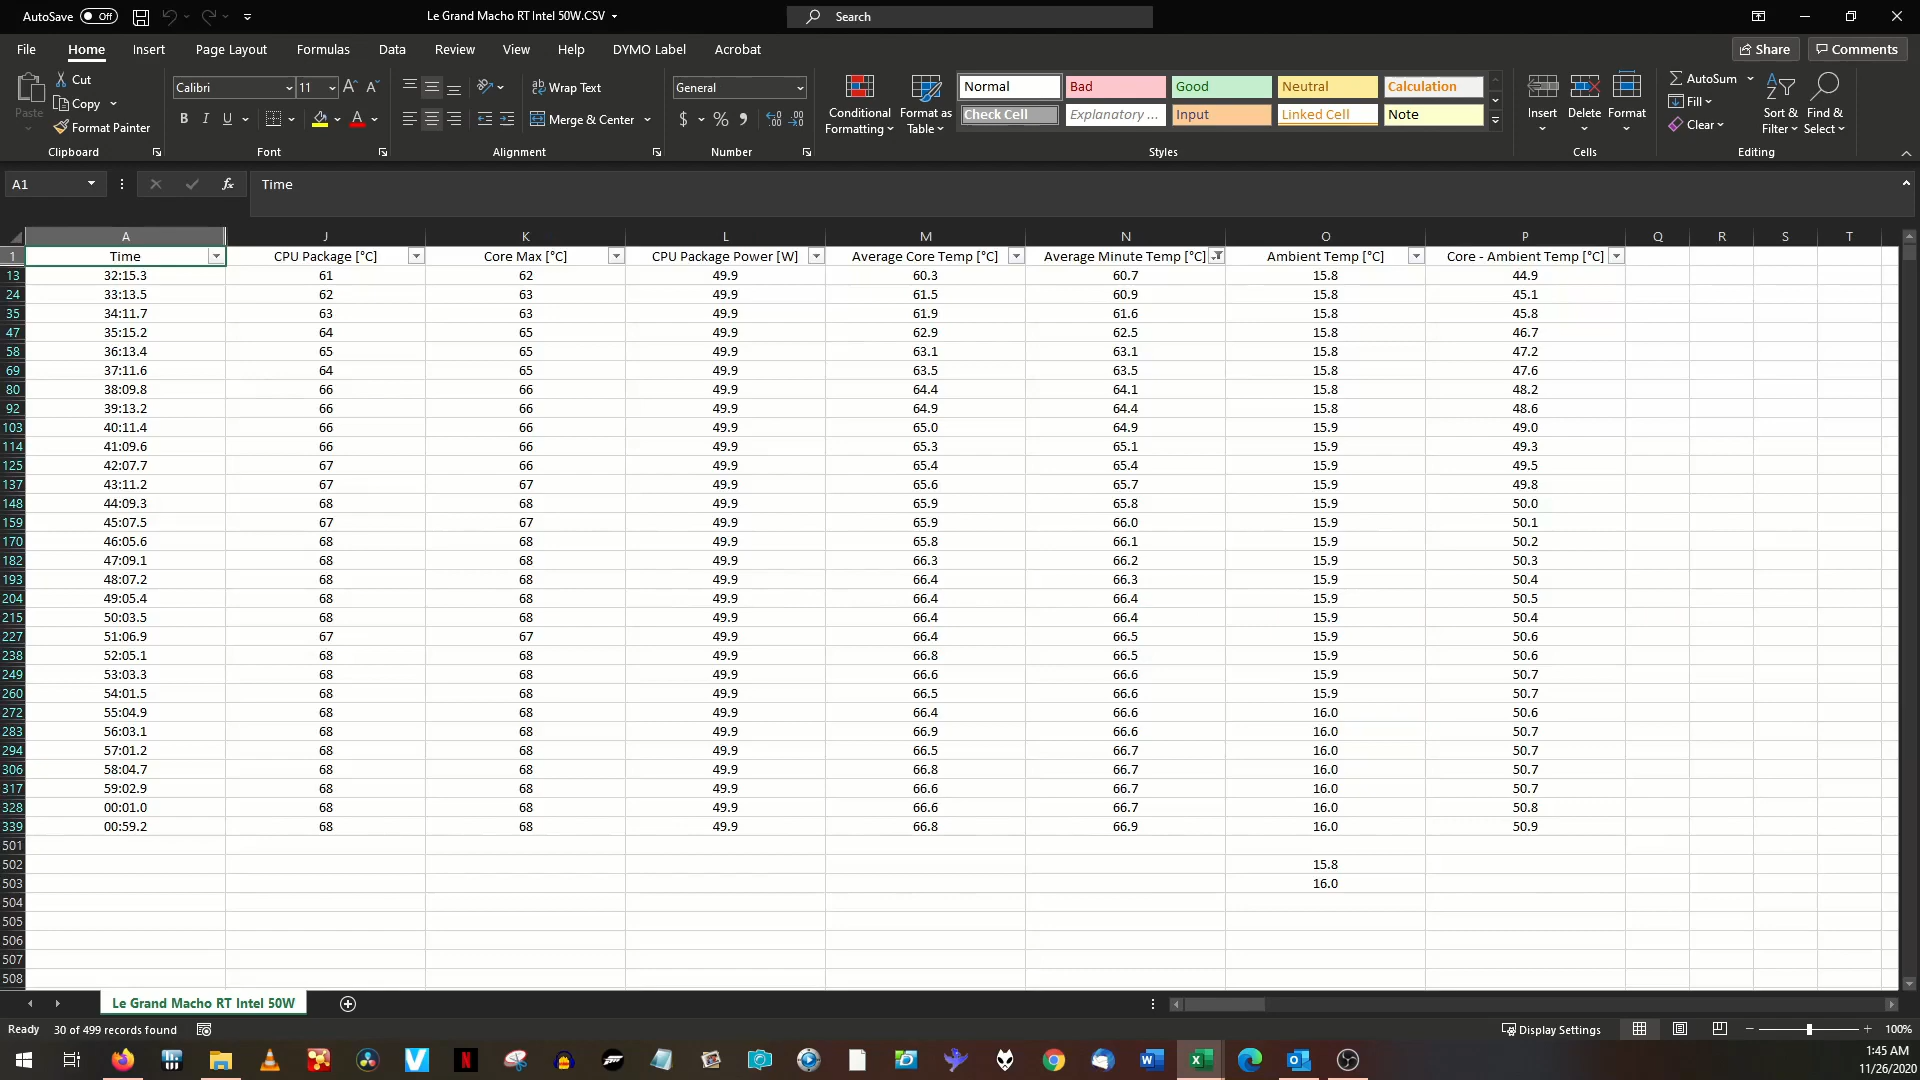 AutoSave Off
Le Grand Macho RT Intel 50W.CSV
Search
File Home Insert Page Layout Formulas Data Review View Help DYMO Label Acrobat
Share Comments
Paste
Cut
Copy
Format Painter
Calibri 11
B I U
Wrap Text
Merge & Center
General
$ % 9
Conditional Formatting
Format as Table
Normal Bad Good Neutral Calculation
Check Cell Explanatory ... Input Linked Cell Note
Insert Delete Format
AutoSum
Fill
Clear
Sort & Filter
Find & Select
Clipboard Font Alignment Number Styles Cells Editing
A1 fx Time
A J K L M N O P Q R S T
1 Time CPU Package [°C] Core Max [°C] CPU Package Power [W] Average Core Temp [°C] Average Minute Temp [°C] Ambient Temp [°C] Core - Ambient Temp [°C]
13 32:15.3 61 62 49.9 60.3 60.7 15.8 44.9
24 33:13.5 62 63 49.9 61.5 60.9 15.8 45.1
35 34:11.7 63 63 49.9 61.9 61.6 15.8 45.8
47 35:15.2 64 65 49.9 62.9 62.5 15.8 46.7
58 36:13.4 65 65 49.9 63.1 63.1 15.8 47.2
69 37:11.6 64 65 49.9 63.5 63.5 15.8 47.6
80 38:09.8 66 66 49.9 64.4 64.1 15.8 48.2
92 39:13.2 66 66 49.9 64.9 64.4 15.8 48.6
103 40:11.4 66 66 49.9 65.0 64.9 15.9 49.0
114 41:09.6 66 66 49.9 65.3 65.1 15.9 49.3
125 42:07.7 67 66 49.9 65.4 65.4 15.9 49.5
137 43:11.2 67 67 49.9 65.6 65.7 15.9 49.8
148 44:09.3 68 68 49.9 65.9 65.8 15.9 50.0
159 45:07.5 67 67 49.9 65.9 66.0 15.9 50.1
170 46:05.6 68 68 49.9 65.8 66.1 15.9 50.2
182 47:09.1 68 68 49.9 66.3 66.2 15.9 50.3
193 48:07.2 68 68 49.9 66.4 66.3 15.9 50.4
204 49:05.4 68 68 49.9 66.4 66.4 15.9 50.5
215 50:03.5 68 68 49.9 66.4 66.4 15.9 50.4
227 51:06.9 67 67 49.9 66.4 66.5 15.9 50.6
238 52:05.1 68 68 49.9 66.8 66.5 15.9 50.6
249 53:03.3 68 68 49.9 66.6 66.6 15.9 50.7
260 54:01.5 68 68 49.9 66.5 66.6 15.9 50.7
272 55:04.9 68 68 49.9 66.4 66.6 16.0 50.6
283 56:03.1 68 68 49.9 66.9 66.6 16.0 50.7
294 57:01.2 68 68 49.9 66.5 66.7 16.0 50.7
306 58:04.7 68 68 49.9 66.8 66.7 16.0 50.7
317 59:02.9 68 68 49.9 66.6 66.7 16.0 50.7
328 00:01.0 68 68 49.9 66.6 66.7 16.0 50.8
339 00:59.2 68 68 49.9 66.8 66.9 16.0 50.9
501
502 15.8
503 16.0
504
505
506
507
508
Le Grand Macho RT Intel 50W
Ready 30 of 499 records found Display Settings 100%
1:45 AM
11/26/2020